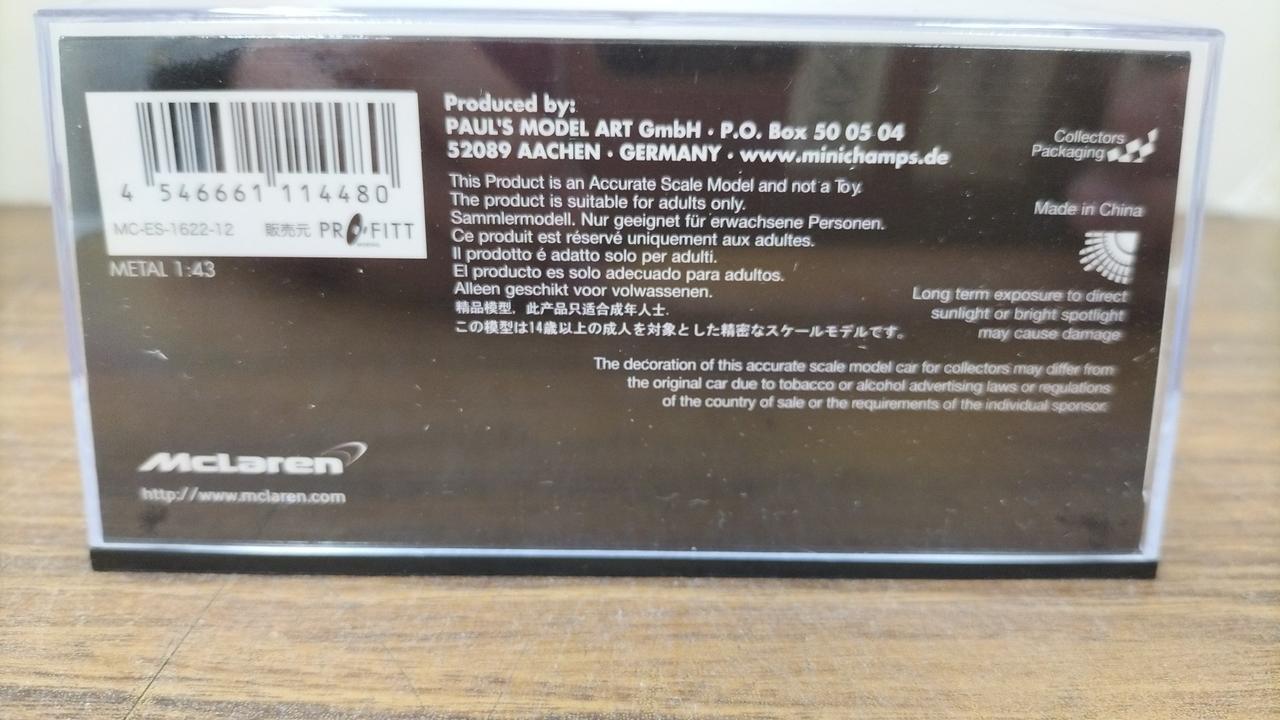 4 546661 114480
MC-ES-1622-12 販売元 PROFITT
METAL 1:43
Produced by:
PAUL'S MODEL ART GmbH · P.O. Box 50 05 04
52089 AACHEN · GERMANY · www.minichamps.de
This Product is an Accurate Scale Model and not a Toy.
The product is suitable for adults only.
Sammlermodell. Nur geeignet für erwachsene Personen.
Ce produit est réservé uniquement aux adultes.
Il prodotto é adatto solo per adulti.
El producto es solo adecuado para adultos.
Alleen geschikt voor volwassenen.
精品模型，此产品只适合成年人士.
この模型は14歳以上の成人を対象とした精密なスケールモデルです。
Collectors
Packaging
Made in China
Long term exposure to direct
sunlight or bright spotlight
may cause damage
The decoration of this accurate scale model car for collectors may differ from
the original car due to tobacco or alcohol advertising laws or regulations
of the country of sale or the requirements of the individual sponsor.
McLaren
http://www.mclaren.com